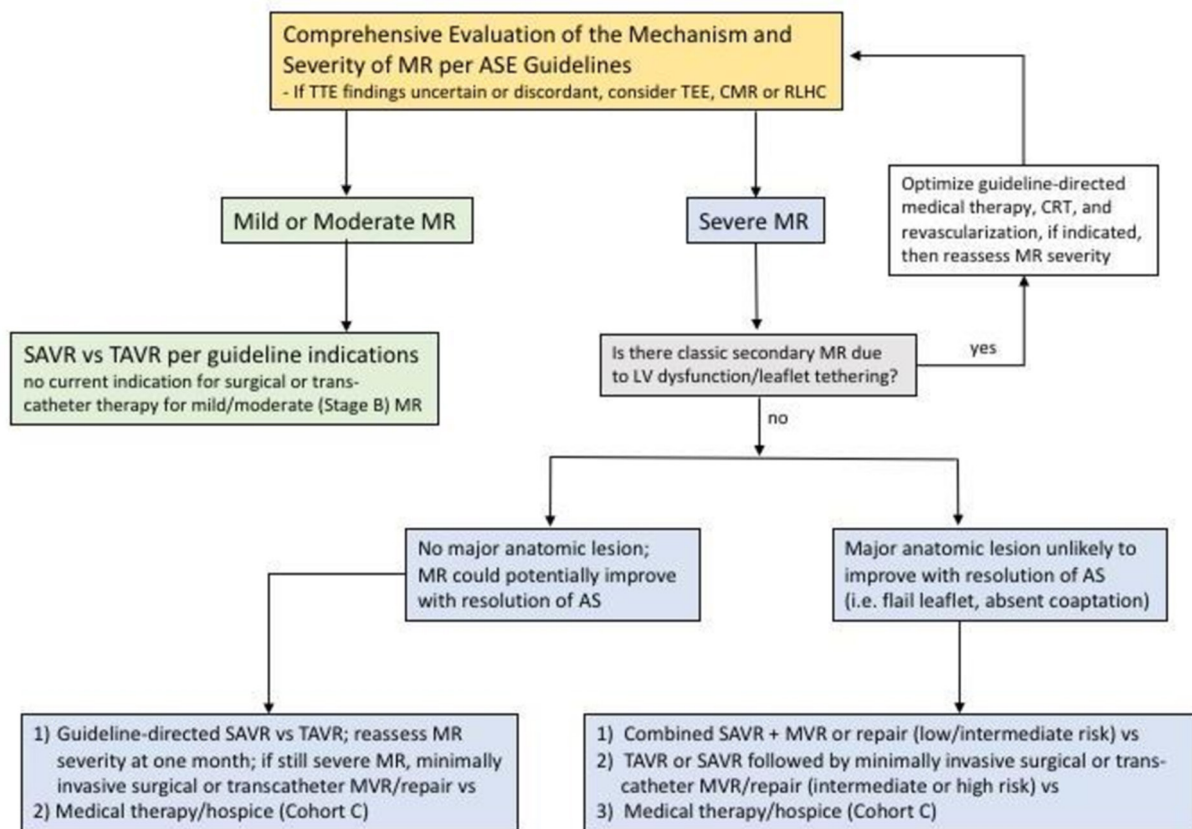 Comprehensive Evaluation of the Mechanism and
Severity of MR per ASE Guidelines
- If TTE findings uncertain or discordant, consider TEE, CMR or RLHC
Optimize guideline-directed
medical therapy, CRT, and
revascularization, if indicated,
then reassess MR severity
Mild or Moderate MR
Severe MR
SAVR vs TAVR per guideline indications
no current indication for surgical or trans-
catheter therapy for mild/moderate (Stage B) MR
Is there classic secondary MR due
to LV dysfunction/leaflet tethering?
yes
no
No major anatomic lesion;
MR could potentially improve
with resolution of AS
Major anatomic lesion unlikely to
improve with resolution of AS
(i.e. flail leaflet, absent coaptation)
1) Guideline-directed SAVR vs TAVR; reassess MR
severity at one month; if still severe MR, minimally
invasive surgical or transcatheter MVR/repair vs
2) Medical therapy/hospice (Cohort C)
1) Combined SAVR + MVR or repair (low/intermediate risk) vs
2) TAVR or SAVR followed by minimally invasive surgical or trans-
catheter MVR/repair (intermediate or high risk) vs
3) Medical therapy/hospice (Cohort C)